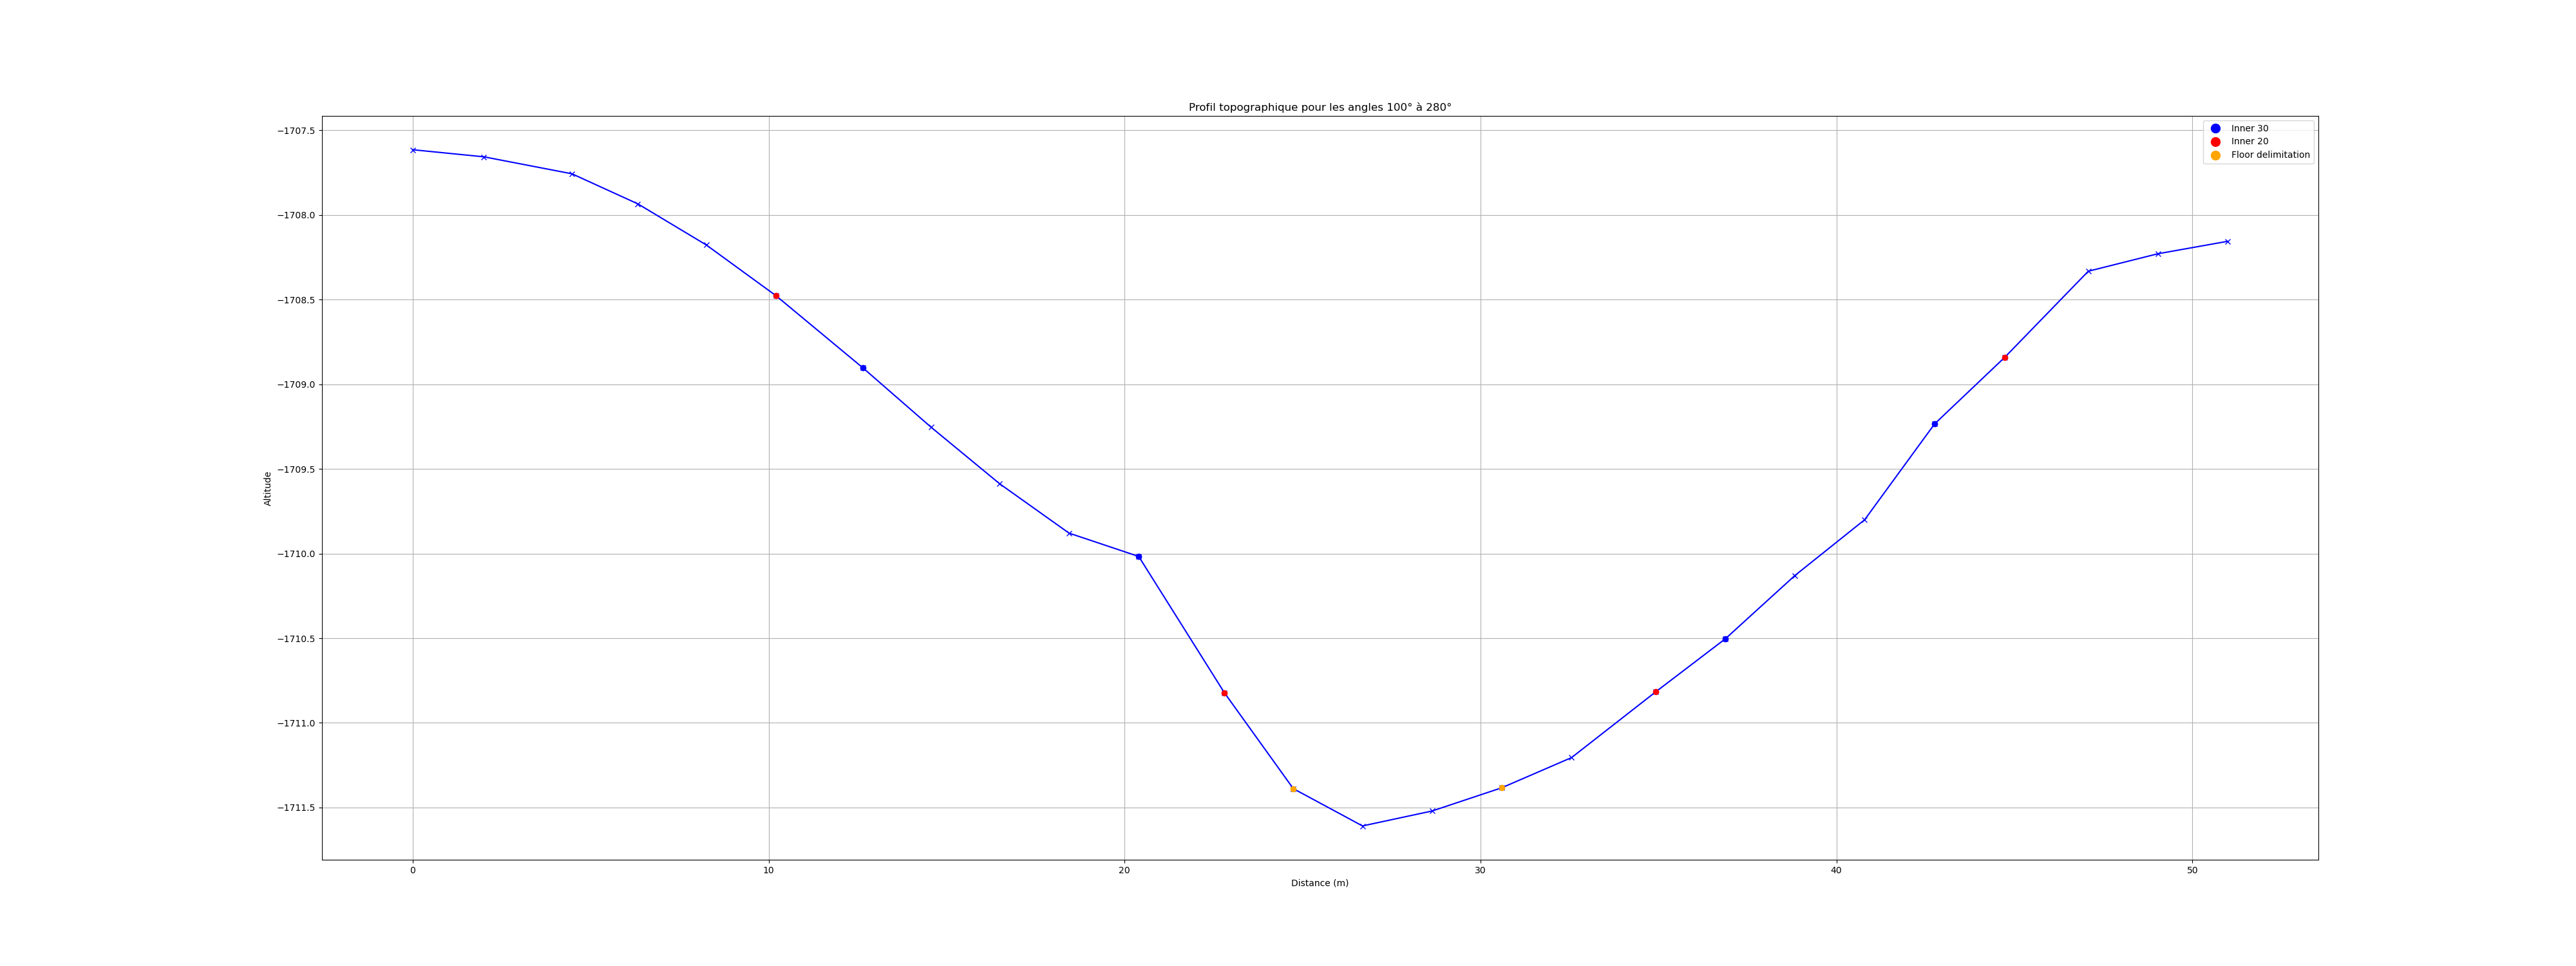 Profil topographique pour les angles 100° à 280°
Inner 30
Inner 20
Floor delimitation
−1707.5
−1708.0
−1708.5
−1709.0
−1709.5
−1710.0
−1710.5
−1711.0
−1711.5
Altitude
0 10 20 30 40 50
Distance (m)